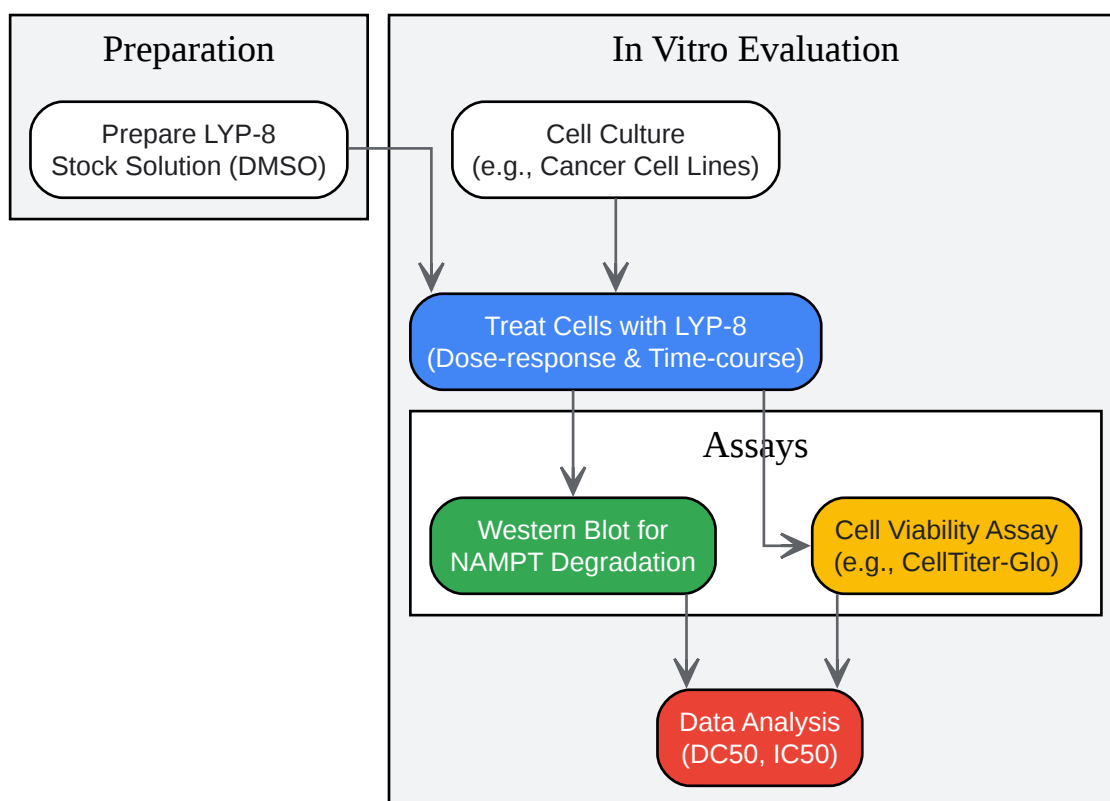 Preparation
Prepare LYP-8
Stock Solution (DMSO)
In Vitro Evaluation
Cell Culture
(e.g., Cancer Cell Lines)
Treat Cells with LYP-8
(Dose-response & Time-course)
Assays
Western Blot for
NAMPT Degradation
Cell Viability Assay
(e.g., CellTiter-Glo)
Data Analysis
(DC50, IC50)